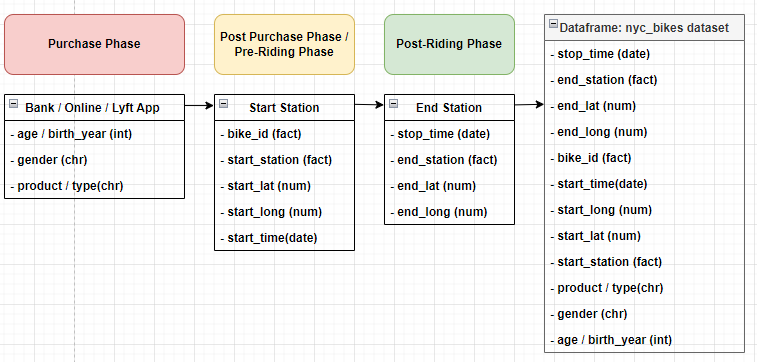 Purchase Phase
Post Purchase Phase /
Pre-Riding Phase
Post-Riding Phase
Bank / Online / Lyft App
- age / birth_year (int)
- gender (chr)
- product / type(chr)
Start Station
- bike_id (fact)
- start_station (fact)
- start_lat (num)
- start_long (num)
- start_time(date)
End Station
- stop_time (date)
- end_station (fact)
- end_lat (num)
- end_long (num)
Dataframe: nyc_bikes dataset
- stop_time (date)
- end_station (fact)
- end_lat (num)
- end_long (num)
- bike_id (fact)
- start_time(date)
- start_long (num)
- start_lat (num)
- start_station (fact)
- product / type(chr)
- gender (chr)
- age / birth_year (int)